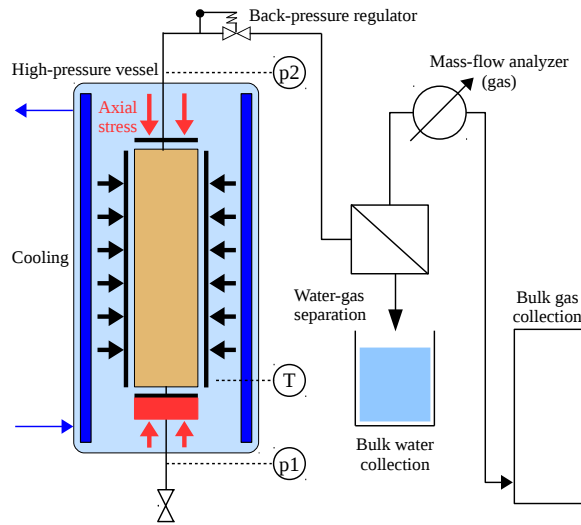 Back-pressure regulator
High-pressure vessel
p2
Mass-flow analyzer
(gas)
Axial
stress
Cooling
Water-gas
separation
Bulk gas
collection
T
Bulk water
collection
p1